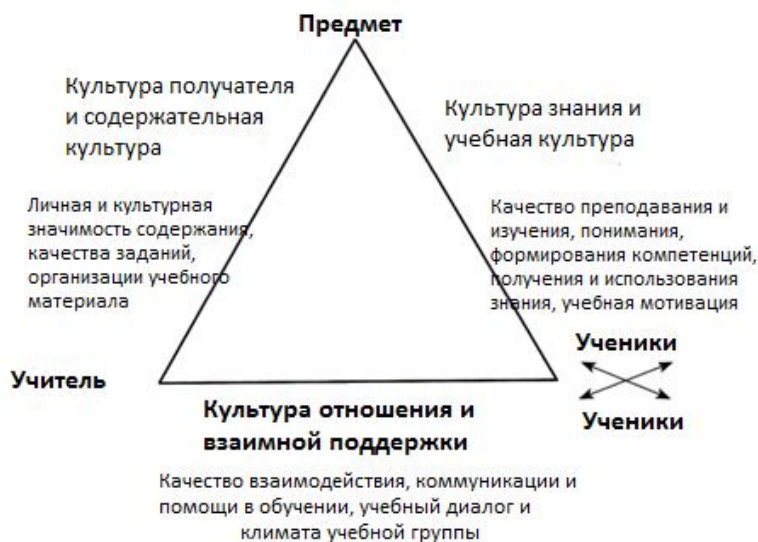 Предмет
Культура получателя
и содержательная
культура
Культура знания и
учебная культура
Личная и культурная
значимость содержания,
качества заданий,
организации учебного
материала
Качество преподавания и
изучения, понимания,
формирования компетенций,
получения и использования
знания, учебная мотивация
Учитель
Ученики
Ученики
Культура отношения и
взаимной поддержки
Качество взаимодействия, коммуникации и
помощи в обучении, учебный диалог и
климата учебной группы